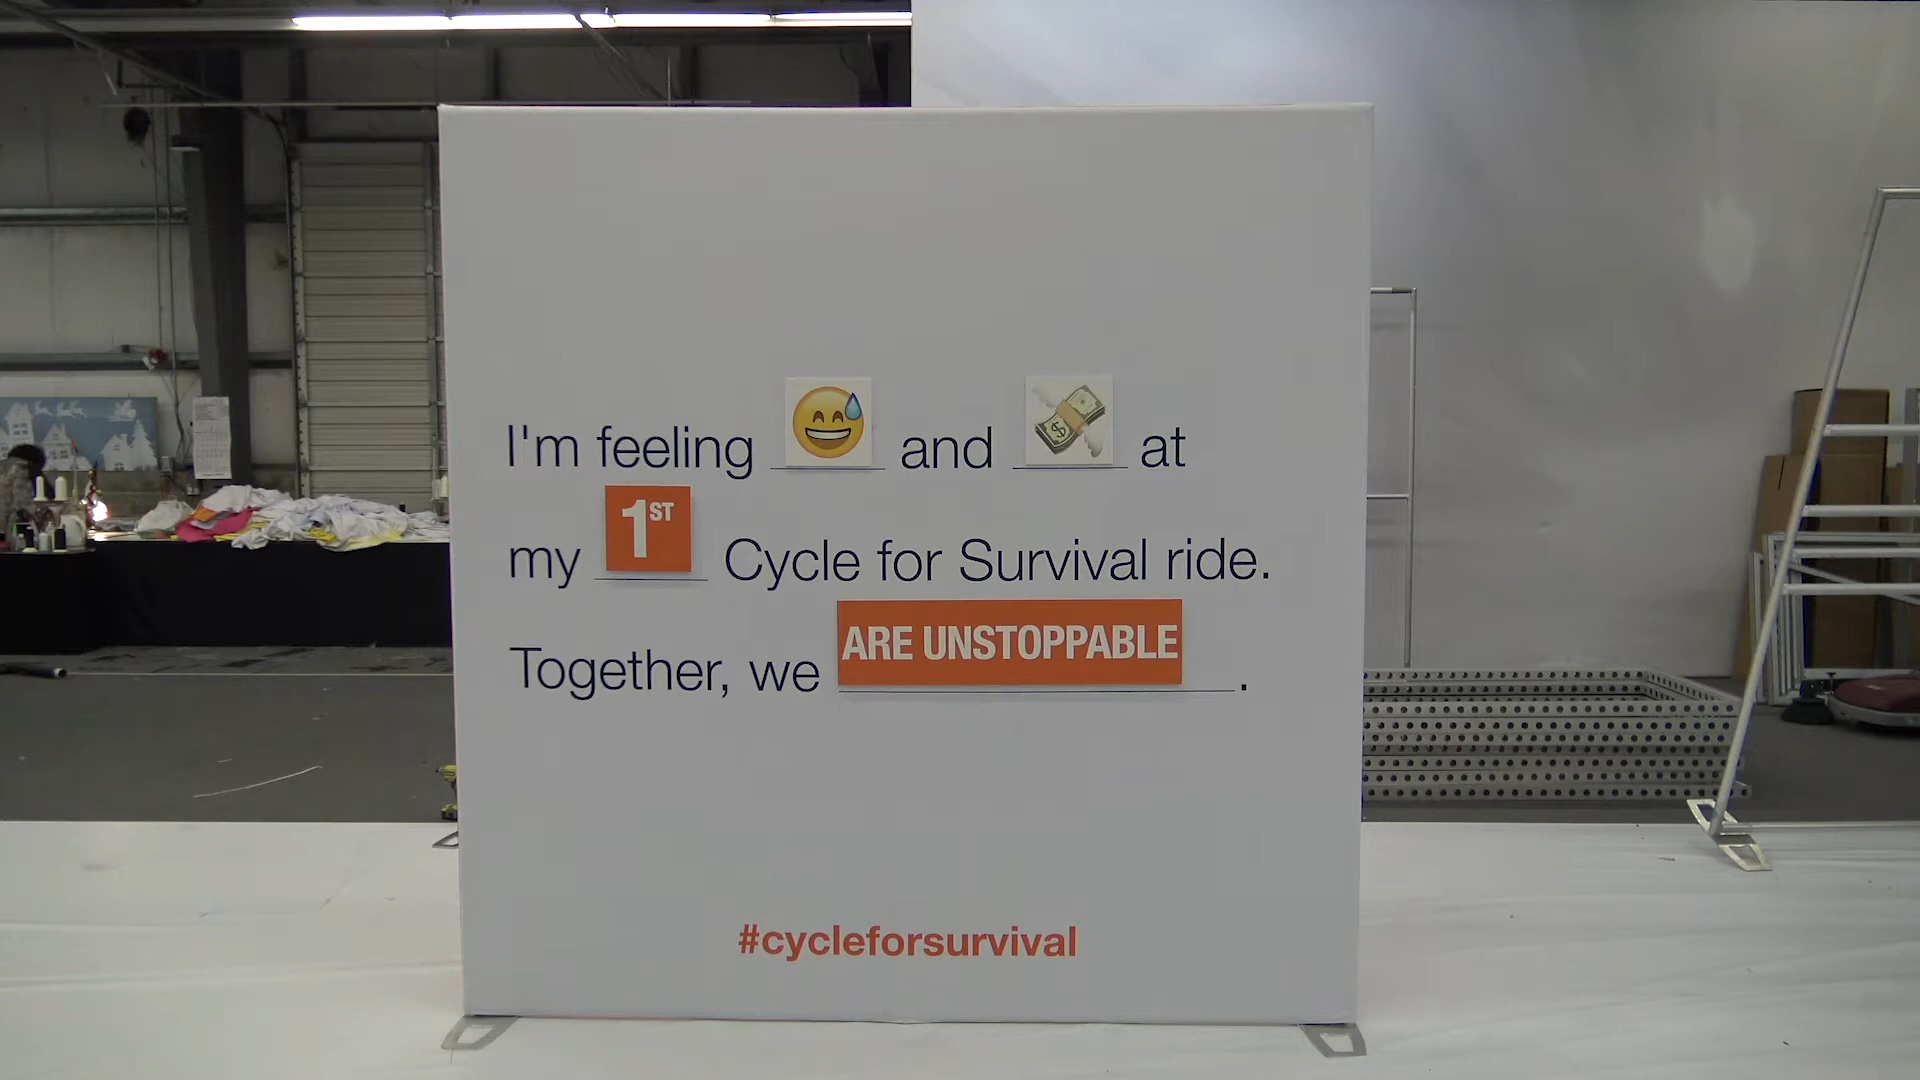 I'm feeling 😅 and 💸 at
my 1ST Cycle for Survival ride.
Together, we ARE UNSTOPPABLE.
#cycleforsurvival